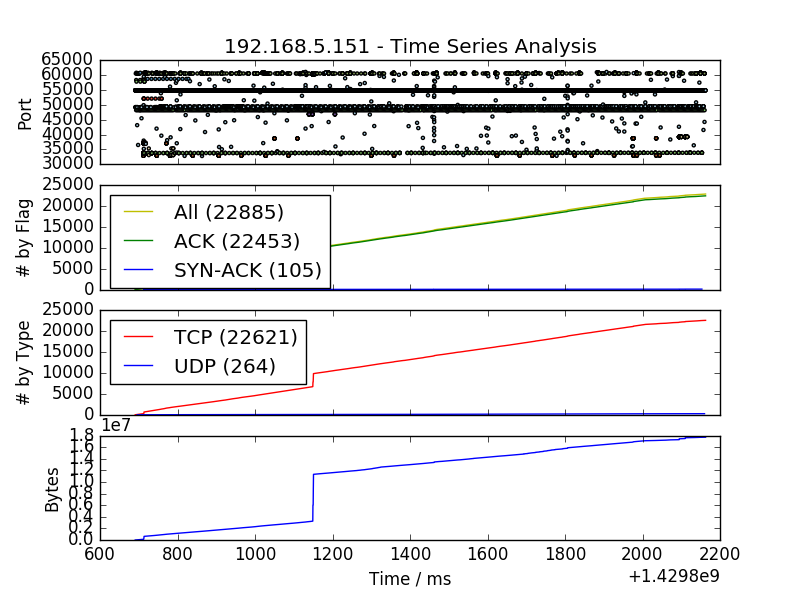 192.168.5.151 - Time Series Analysis
65000
60000
55000
50000
45000
40000
35000
30000
Port
25000
20000
15000
10000
5000
0
# by Flag
All (22885)
ACK (22453)
SYN-ACK (105)
25000
20000
15000
10000
5000
0
# by Type
TCP (22621)
UDP (264)
1e7
1.8
1.6
1.4
1.2
1.0
0.8
0.6
0.4
0.2
0.0
Bytes
600 800 1000 1200 1400 1600 1800 2000 2200
Time / ms
+1.4298e9